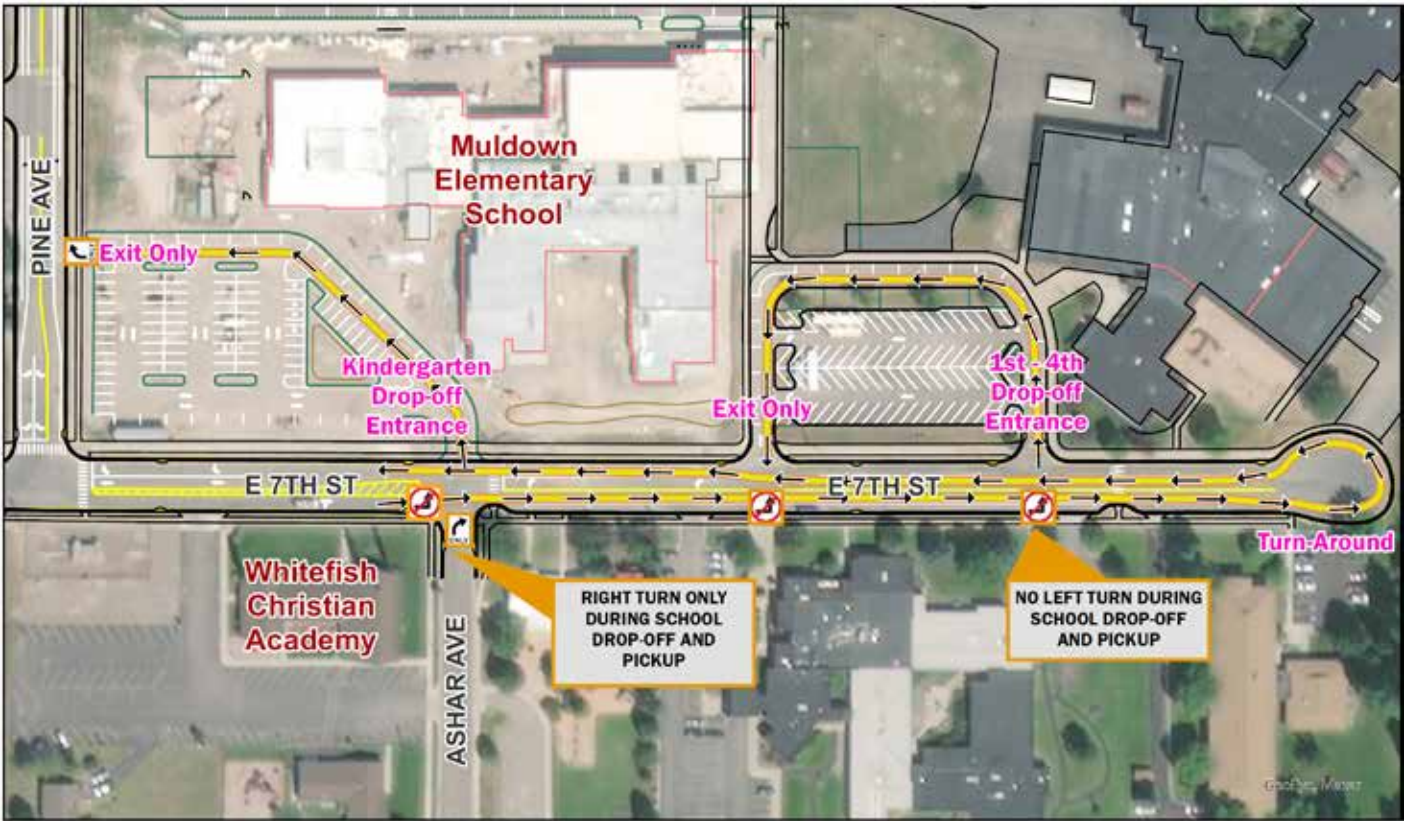 Muldown
Elementary
School
PINE AVE
Exit Only
Kindergarten
Drop-off
Entrance
Exit Only
1st - 4th
Drop-off
Entrance
E 7TH ST
E 7TH ST
Turn-Around
ONLY
Whitefish
Christian
Academy
ASHAR AVE
RIGHT TURN ONLY
DURING SCHOOL
DROP-OFF AND
PICKUP
NO LEFT TURN DURING
SCHOOL DROP-OFF
AND PICKUP